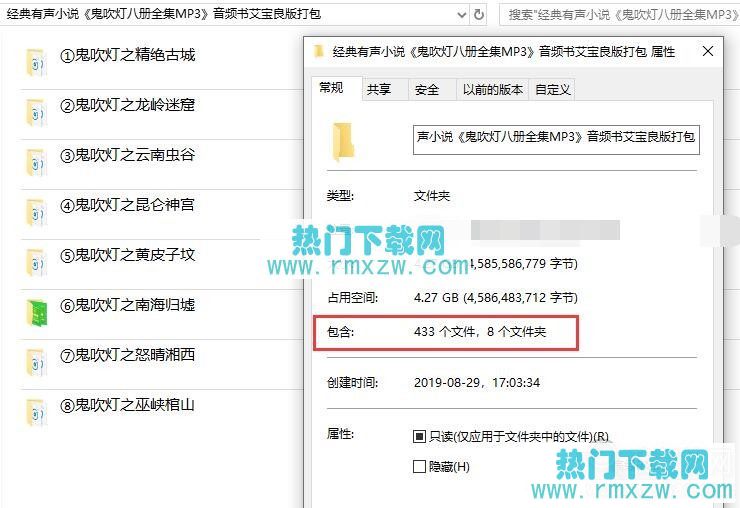 经典有声小说《鬼吹灯八册全集MP3》音频书艾宝良版打包
搜索"经典有声小说《鬼吹灯八册全集MP3》
①鬼吹灯之精绝古城
②鬼吹灯之龙岭迷窟
③鬼吹灯之云南虫谷
④鬼吹灯之昆仑神宫
⑤鬼吹灯之黄皮子坟
⑥鬼吹灯之南海归墟
⑦鬼吹灯之怒晴湘西
⑧鬼吹灯之巫峡棺山
经典有声小说《鬼吹灯八册全集MP3》音频书艾宝良版打包 属性
常规 共享 安全 以前的版本 自定义
声小说《鬼吹灯八册全集MP3》音频书艾宝良版打包
类型: 文件夹
热门下载网
www.rmxzw.com
4,585,586,779 字节)
占用空间: 4.27 GB (4,586,483,712 字节)
包含: 433 个文件，8 个文件夹
创建时间: 2019-08-29，17:03:34
属性: 只读(仅应用于文件夹中的文件)(R)
隐藏(H)
热门下载网
www.rmxzw.com